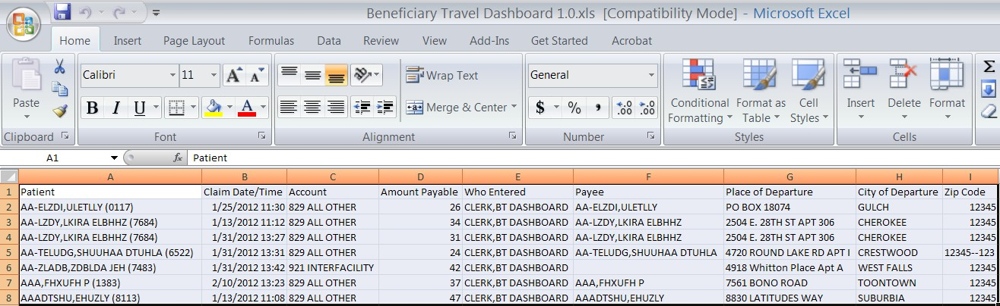 Beneficiary Travel Dashboard 1.0.xls [Compatibility Mode] - Microsoft Excel
Home Insert Page Layout Formulas Data Review View Add-Ins Get Started Acrobat
Calibri 11 A A Wrap Text General Σ
Paste B I U A Merge & Center $ % , .0 .00 .00 .0 Conditional Formatting Format as Table Cell Styles Insert Delete Format
Clipboard Font Alignment Number Styles Cells
A1 fx Patient
A B C D E F G H I
1 Patient Claim Date/Time Account Amount Payable Who Entered Payee Place of Departure City of Departure Zip Code
2 AA-ELZDI,ULETLLY (0117) 1/25/2012 11:30 829 ALL OTHER 26 CLERK,BT DASHBOARD AA-ELZDI,ULETLLY PO BOX 18074 GULCH 12345
3 AA-LZDY,LKIRA ELBHHZ (7684) 1/13/2012 11:12 829 ALL OTHER 34 CLERK,BT DASHBOARD AA-LZDY,LKIRA ELBHHZ 2504 E. 28TH ST APT 306 CHEROKEE 12345
4 AA-LZDY,LKIRA ELBHHZ (7684) 1/31/2012 13:27 829 ALL OTHER 31 CLERK,BT DASHBOARD AA-LZDY,LKIRA ELBHHZ 2504 E. 28TH ST APT 306 CHEROKEE 12345
5 AA-TELUDG,SHUUHAA DTUHLA (6522) 1/31/2012 13:31 829 ALL OTHER 24 CLERK,BT DASHBOARD AA-TELUDG,SHUUHAA DTUHLA 4720 ROUND LAKE RD APT I CRESTWOOD 12345--123
6 AA-ZLADB,ZDBLDA JEH (7483) 1/31/2012 13:42 921 INTERFACILITY 42 CLERK,BT DASHBOARD 4918 Whitton Place Apt A WEST FALLS 12345
7 AAA,FHXUFH P (1383) 2/10/2012 13:23 829 ALL OTHER 37 CLERK,BT DASHBOARD AAA,FHXUFH P 7561 BONO ROAD TOONTOWN 12345
8 AAADTSHU,EHUZLY (8113) 1/13/2012 11:08 829 ALL OTHER 47 CLERK,BT DASHBOARD AAADTSHU,EHUZLY 8830 LATITUDES WAY SUBURBIA 12345